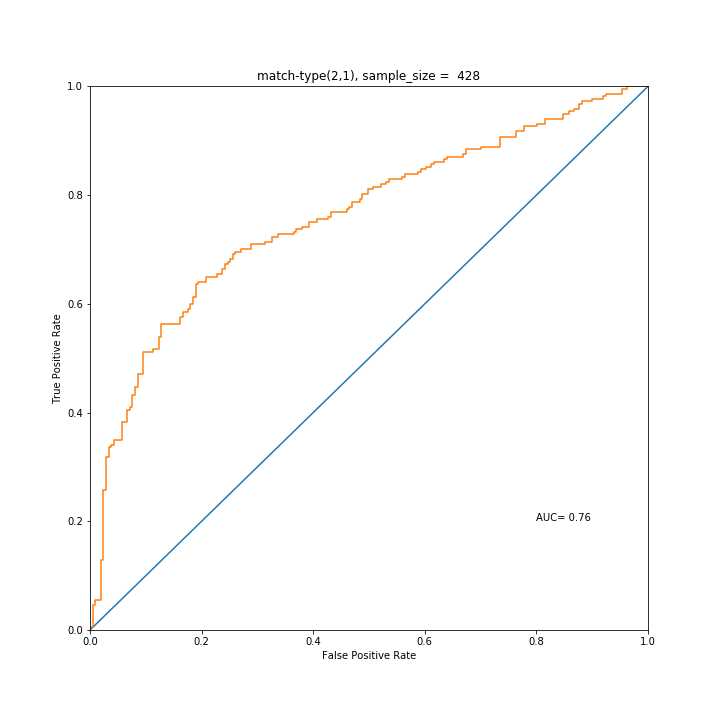 match-type(2,1), sample_size =  428
1.0
0.8
0.6
0.4
0.2
0.0
True Positive Rate
AUC= 0.76
0.0 0.2 0.4 0.6 0.8 1.0
False Positive Rate